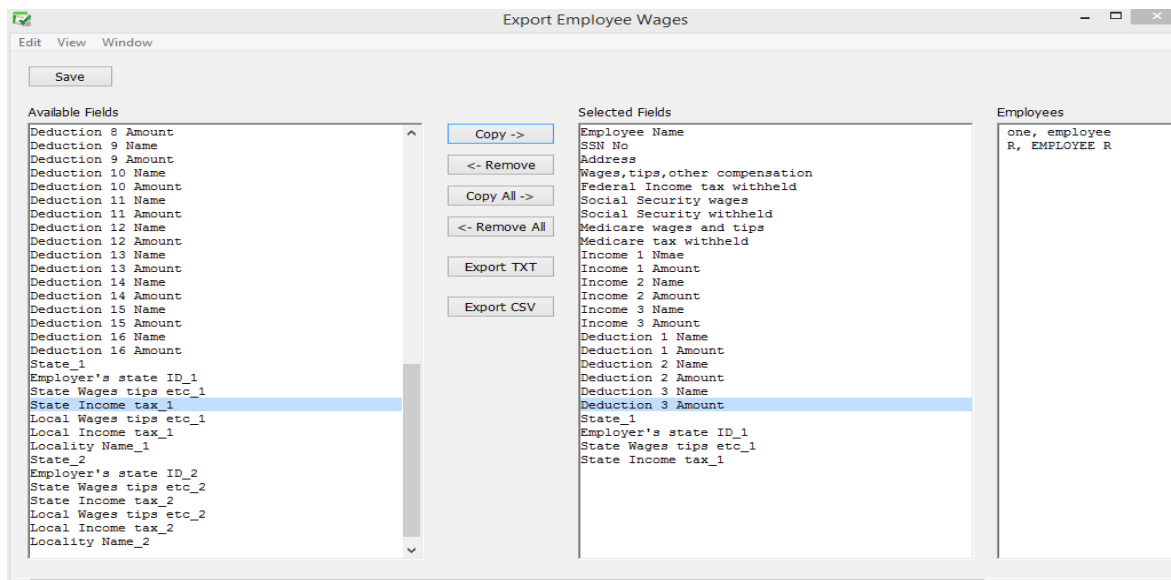 Export Employee Wages
Edit View Window
Save
Available Fields
Deduction 8 Amount
Deduction 9 Name
Deduction 9 Amount
Deduction 10 Name
Deduction 10 Amount
Deduction 11 Name
Deduction 11 Amount
Deduction 12 Name
Deduction 12 Amount
Deduction 13 Name
Deduction 13 Amount
Deduction 14 Name
Deduction 14 Amount
Deduction 15 Name
Deduction 15 Amount
Deduction 16 Name
Deduction 16 Amount
State_1
Employer's state ID_1
State Wages tips etc_1
State Income tax_1
Local Wages tips etc_1
Local Income tax_1
Locality Name_1
State_2
Employer's state ID_2
State Wages tips etc_2
State Income tax_2
Local Wages tips etc_2
Local Income tax_2
Locality Name_2
Copy ->
<- Remove
Copy All ->
<- Remove All
Export TXT
Export CSV
Selected Fields
Employee Name
SSN No
Address
Wages,tips,other compensation
Federal Income tax withheld
Social Security wages
Social Security withheld
Medicare wages and tips
Medicare tax withheld
Income 1 Nmae
Income 1 Amount
Income 2 Name
Income 2 Amount
Income 3 Name
Income 3 Amount
Deduction 1 Name
Deduction 1 Amount
Deduction 2 Name
Deduction 2 Amount
Deduction 3 Name
Deduction 3 Amount
State_1
Employer's state ID_1
State Wages tips etc_1
State Income tax_1
Employees
one, employee
R, EMPLOYEE R